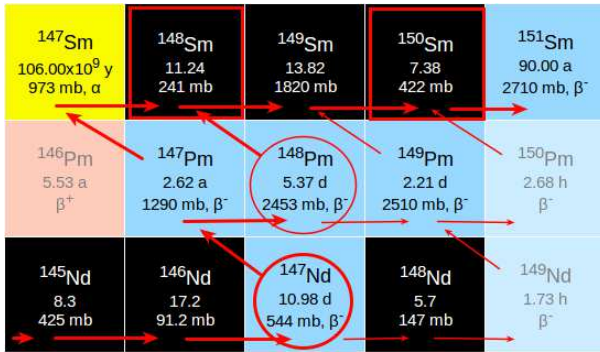 ¹⁴⁷Sm
106.00x10⁹ y
973 mb, α
¹⁴⁸Sm
11.24
241 mb
¹⁴⁹Sm
13.82
1820 mb
¹⁵⁰Sm
7.38
422 mb
¹⁵¹Sm
90.00 a
2710 mb, β⁻
¹⁴⁶Pm
5.53 a
β⁺
¹⁴⁷Pm
2.62 a
1290 mb, β⁻
¹⁴⁸Pm
5.37 d
2453 mb, β⁻
¹⁴⁹Pm
2.21 d
2510 mb, β⁻
¹⁵⁰Pm
2.68 h
β⁻
¹⁴⁵Nd
8.3
425 mb
¹⁴⁶Nd
17.2
91.2 mb
¹⁴⁷Nd
10.98 d
544 mb, β⁻
¹⁴⁸Nd
5.7
147 mb
¹⁴⁹Nd
1.73 h
β⁻